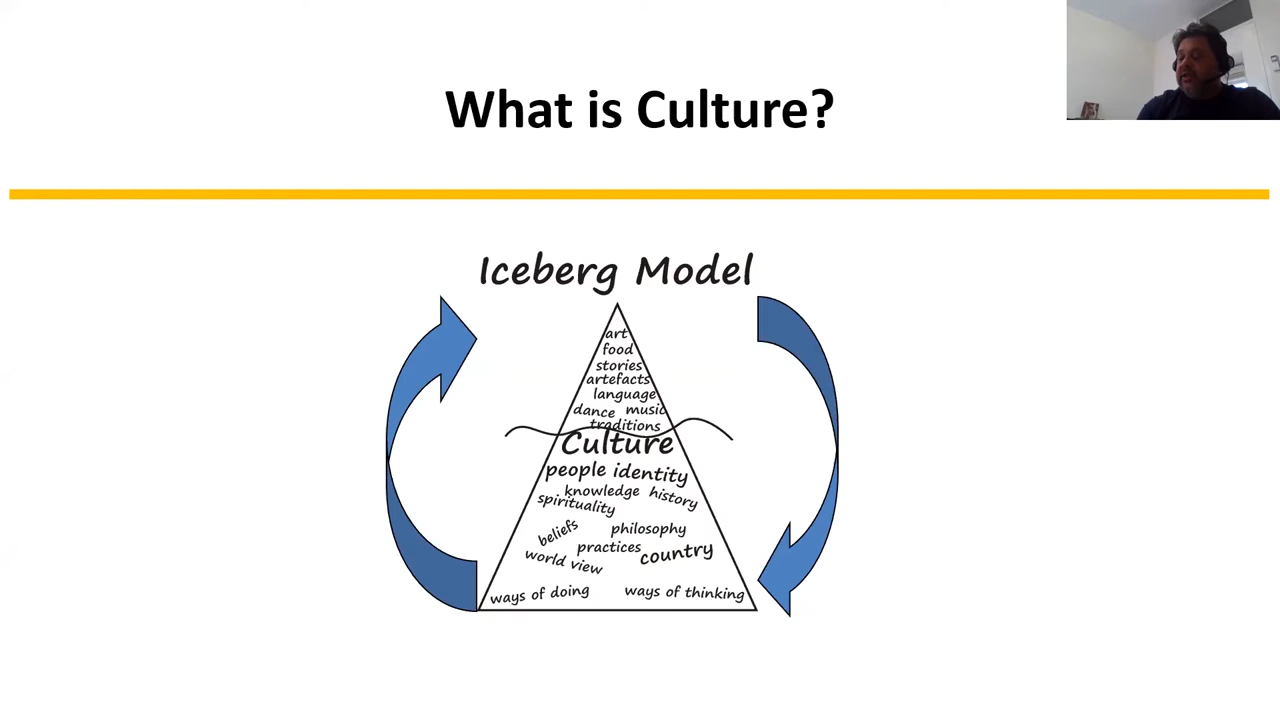 What is Culture?
Iceberg Model
art
food
stories
artefacts
language
dance music
traditions
Culture
people identity
knowledge history
spirituality
beliefs philosophy
practices country
world view
ways of doing ways of thinking